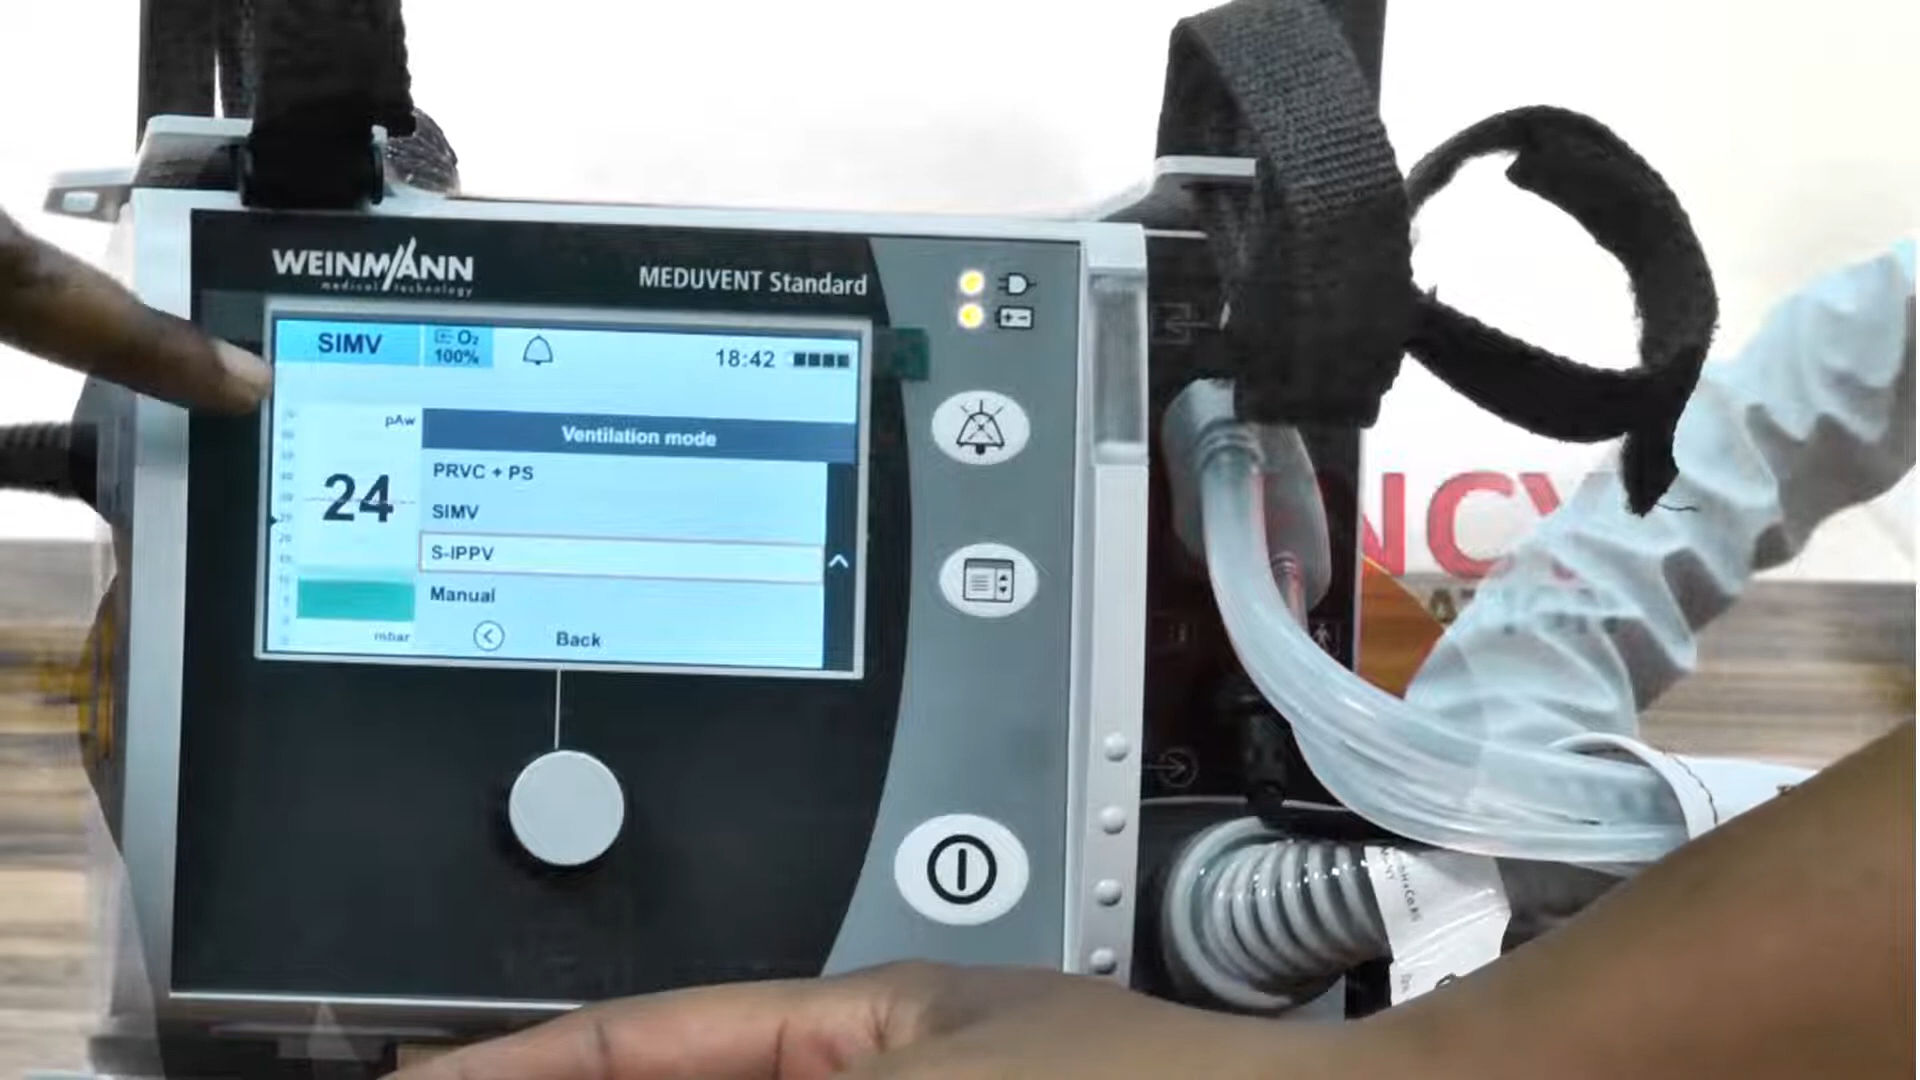 WEINMANN
medical technology
MEDUVENT Standard
SIMV
O₂
100%
18:42
pAw
24
mbar
Ventilation mode
PRVC + PS
SIMV
S-IPPV
Manual
Back
NCY